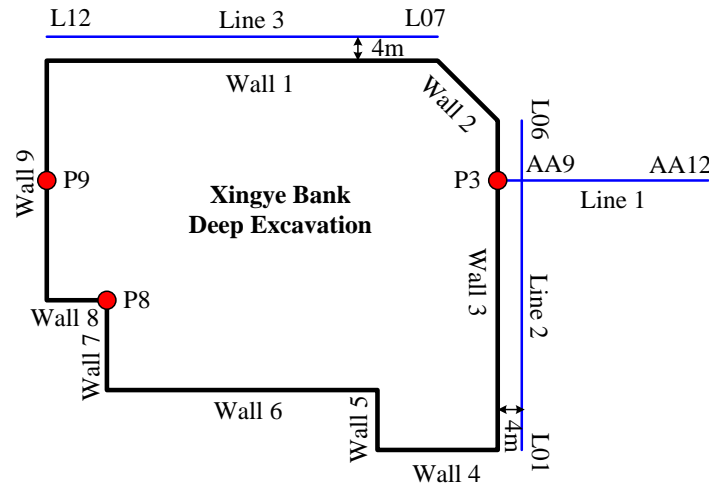 L12
Line 3
L07
4m
Wall 1
Wall 2
L06
Wall 9
P9
P3
AA9
AA12
Line 1
Xingye Bank
Deep Excavation
Wall 3
Line 2
P8
Wall 8
Wall 7
Wall 6
Wall 5
Wall 4
4m
L01